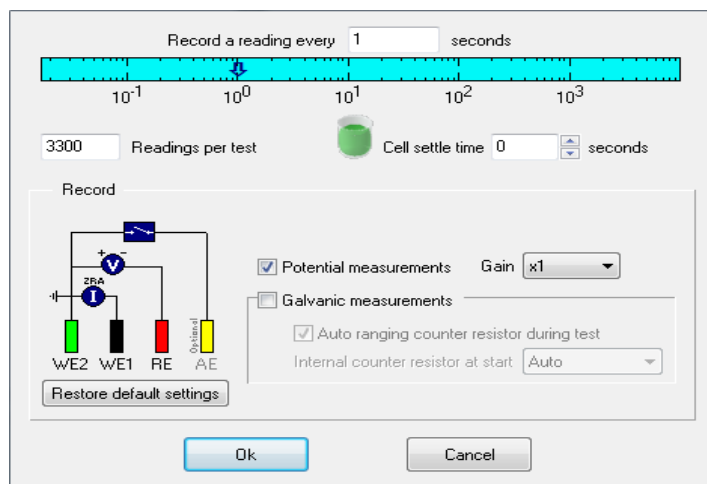 Record a reading every 1 seconds
10-1 100 101 102 103
3300 Readings per test Cell settle time 0 seconds
Record
+ -
V
ZRA
I
Optional
WE2 WE1 RE AE
Restore default settings
Potential measurements Gain x1
Galvanic measurements
Auto ranging counter resistor during test
Internal counter resistor at start Auto
Ok Cancel